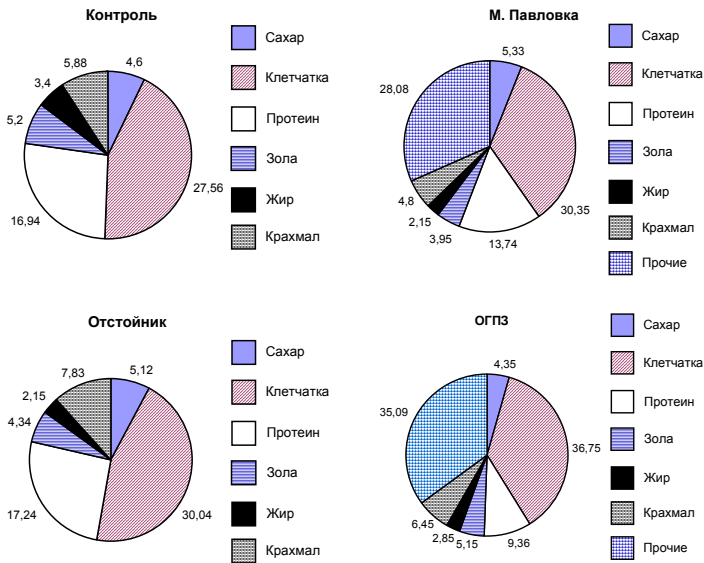 Контроль
5,88
4,6
3,4
5,2
16,94
27,56
Сахар
Клетчатка
Протеин
Зола
Жир
Крахмал
М. Павловка
5,33
28,08
4,8
2,15
3,95
13,74
30,35
Сахар
Клетчатка
Протеин
Зола
Жир
Крахмал
Прочие
Отстойник
7,83
5,12
2,15
4,34
17,24
30,04
Сахар
Клетчатка
Протеин
Зола
Жир
Крахмал
ОГПЗ
4,35
35,09
36,75
6,45
2,85
5,15
9,36
Сахар
Клетчатка
Протеин
Зола
Жир
Крахмал
Прочие